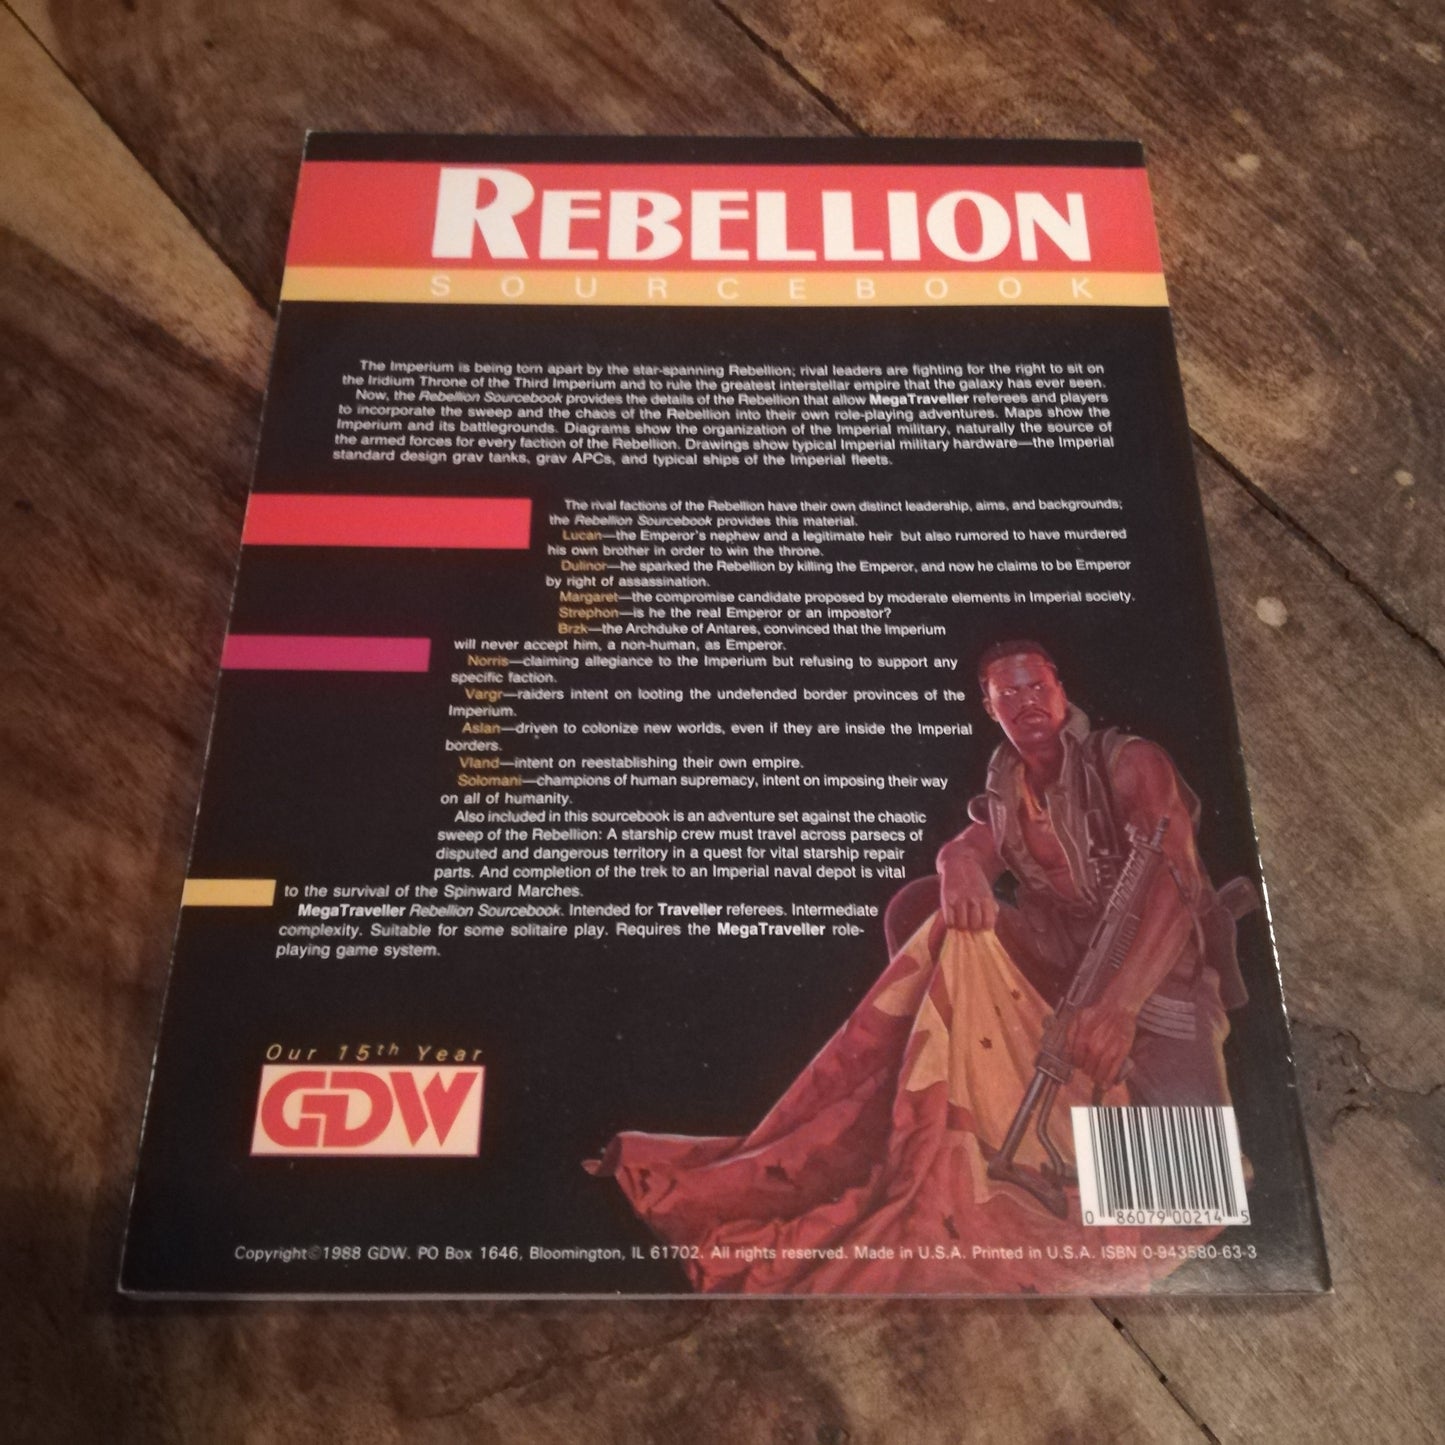 REBELLION
SOURCEBOOK
The Imperium is being torn apart by the star-spanning Rebellion; rival leaders are fighting for the right to sit on
the Iridium Throne of the Third Imperium and to rule the greatest interstellar empire that the galaxy has ever seen.
Now, the Rebellion Sourcebook provides the details of the Rebellion that allow MegaTraveller referees and players
to incorporate the sweep and the chaos of the Rebellion into their own role-playing adventures. Maps show the
Imperium and its battlegrounds. Diagrams show the organization of the Imperial military, naturally the source of
the armed forces for every faction of the Rebellion. Drawings show typical Imperial military hardware—the Imperial
standard design grav tanks, grav APCs, and typical ships of the Imperial fleets.
The rival factions of the Rebellion have their own distinct leadership, aims, and backgrounds;
the Rebellion Sourcebook provides this material.
Lucan—the Emperor's nephew and a legitimate heir but also rumored to have murdered
his own brother in order to win the throne.
Dulinor—he sparked the Rebellion by killing the Emperor, and now he claims to be Emperor
by right of assassination.
Margaret—the compromise candidate proposed by moderate elements in Imperial society.
Strephon—is he the real Emperor or an impostor?
Brzk—the Archduke of Antares, convinced that the Imperium
will never accept him, a non-human, as Emperor.
Norris—claiming allegiance to the Imperium but refusing to support any
specific faction.
Vargr—raiders intent on looting the undefended border provinces of the
Imperium.
Aslan—driven to colonize new worlds, even if they are inside the Imperial
borders.
Vland—intent on reestablishing their own empire.
Solomani—champions of human supremacy, intent on imposing their way
on all of humanity.
Also included in this sourcebook is an adventure set against the chaotic
sweep of the Rebellion: A starship crew must travel across parsecs of
disputed and dangerous territory in a quest for vital starship repair
parts. And completion of the trek to an Imperial naval depot is vital
to the survival of the Spinward Marches.
MegaTraveller Rebellion Sourcebook. Intended for Traveller referees. Intermediate
complexity. Suitable for some solitaire play. Requires the MegaTraveller role-
playing game system.
Our 15th Year
GDW
0 86079 00214 5
Copyright©1988 GDW. PO Box 1646, Bloomington, IL 61702. All rights reserved. Made in U.S.A. Printed in U.S.A. ISBN 0-943580-63-3